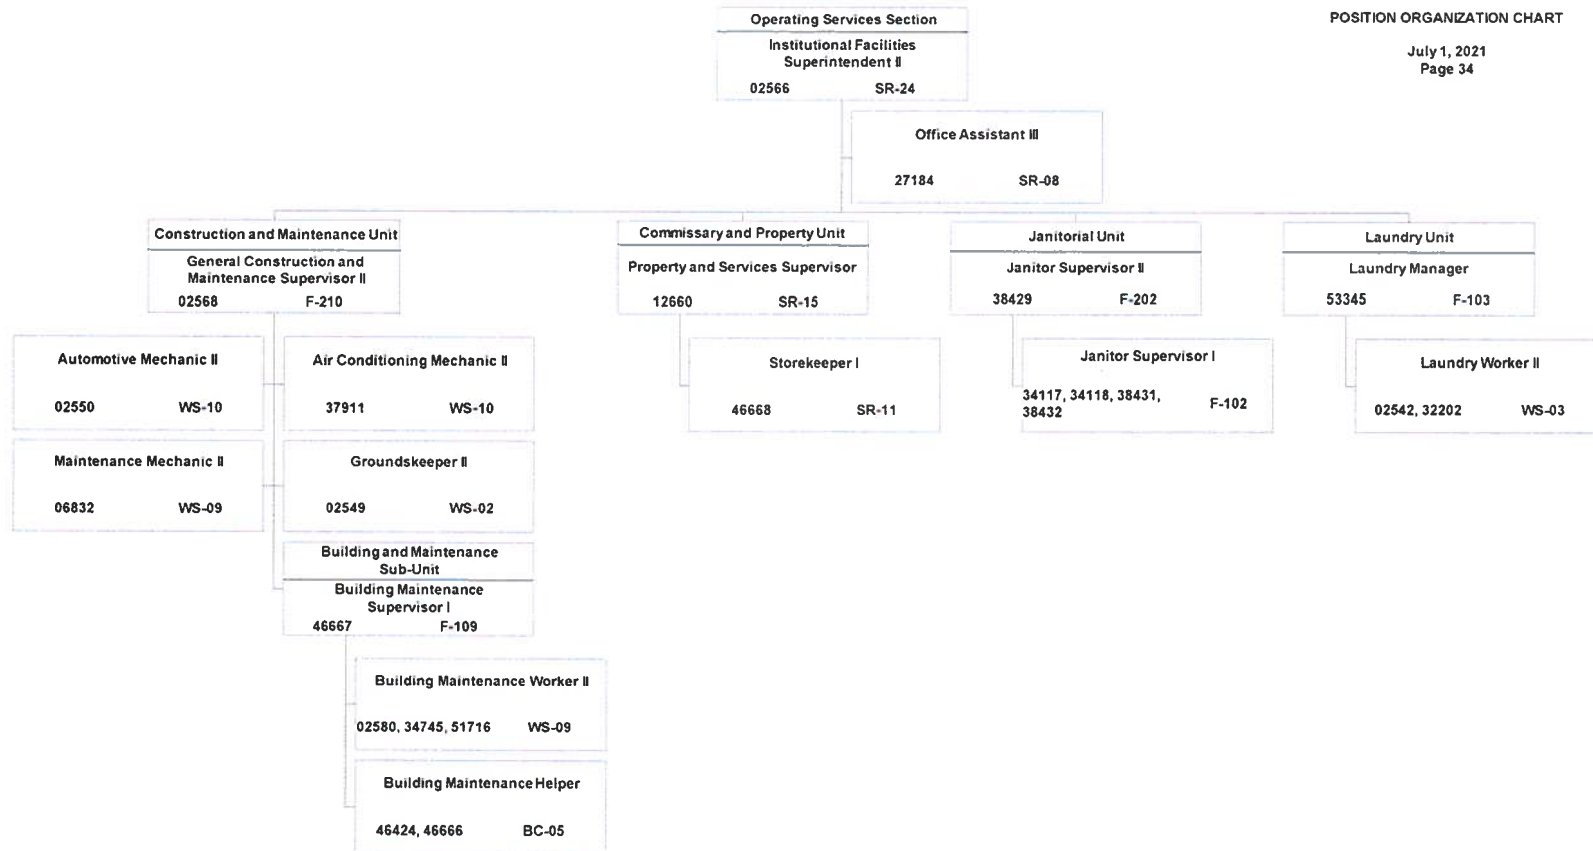 POSITION ORGANIZATION CHART
July 1, 2021
Page 34
Operating Services Section
Institutional Facilities
Superintendent II
02566 SR-24
Office Assistant III
27184 SR-08
Construction and Maintenance Unit
General Construction and
Maintenance Supervisor II
02568 F-210
Commissary and Property Unit
Property and Services Supervisor
12660 SR-15
Janitorial Unit
Janitor Supervisor II
38429 F-202
Laundry Unit
Laundry Manager
53345 F-103
Automotive Mechanic II
02550 WS-10
Air Conditioning Mechanic II
37911 WS-10
Storekeeper I
46668 SR-11
Janitor Supervisor I
34117, 34118, 38431,
38432 F-102
Laundry Worker II
02542, 32202 WS-03
Maintenance Mechanic II
06832 WS-09
Groundskeeper II
02549 WS-02
Building and Maintenance
Sub-Unit
Building Maintenance
Supervisor I
46667 F-109
Building Maintenance Worker II
02580, 34745, 51716 WS-09
Building Maintenance Helper
46424, 46666 BC-05